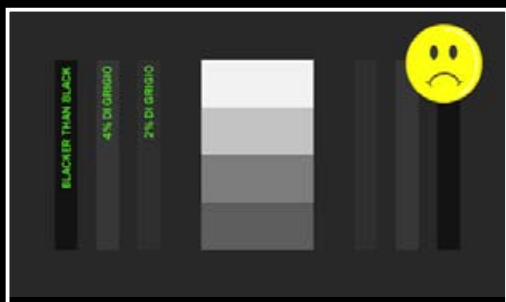 BLACKER THAN BLACK
4% DI GRIGIO
2% DI GRIGIO